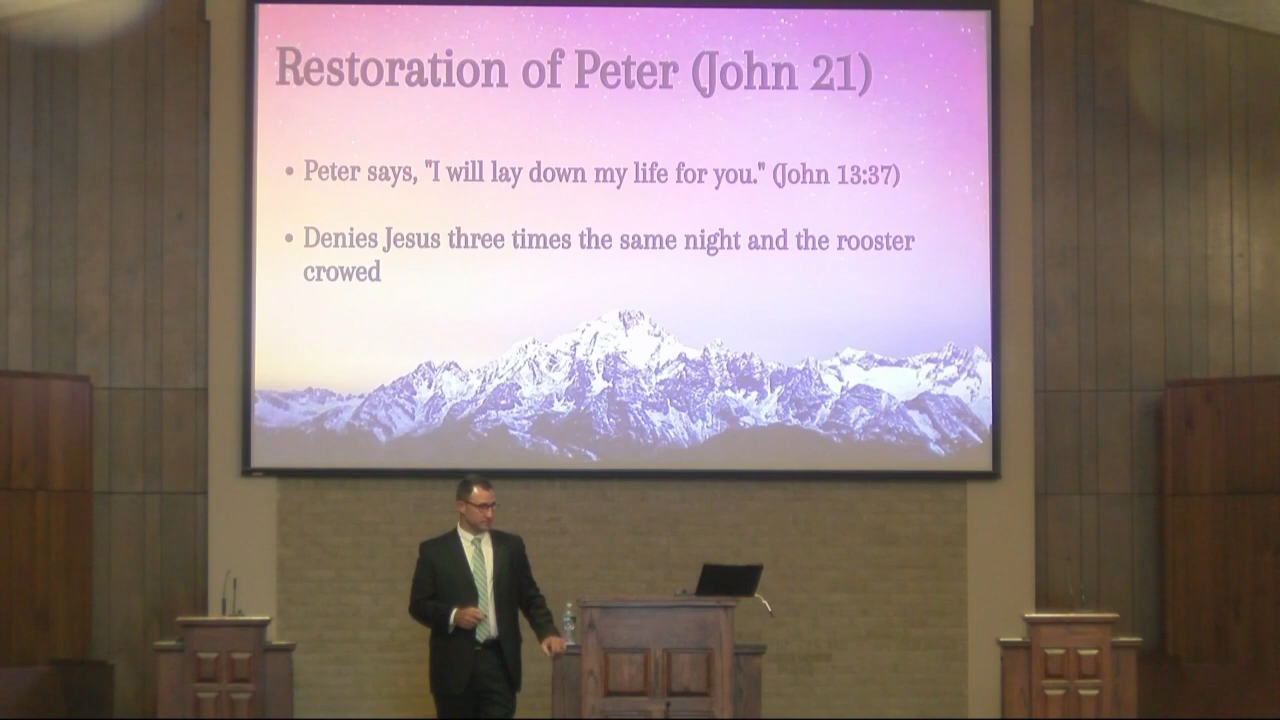 Restoration of Peter (John 21)
• Peter says, "I will lay down my life for you." (John 13:37)
• Denies Jesus three times the same night and the rooster
crowed